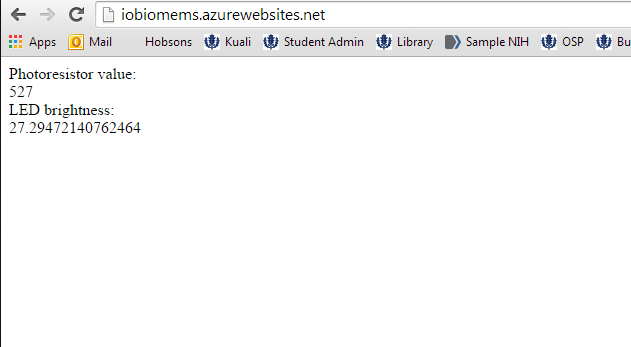 iobiomems.azurewebsites.net
Apps Mail Hobsons Kuali Student Admin Library Sample NIH OSP Bu
Photoresistor value:
527
LED brightness:
27.29472140762464